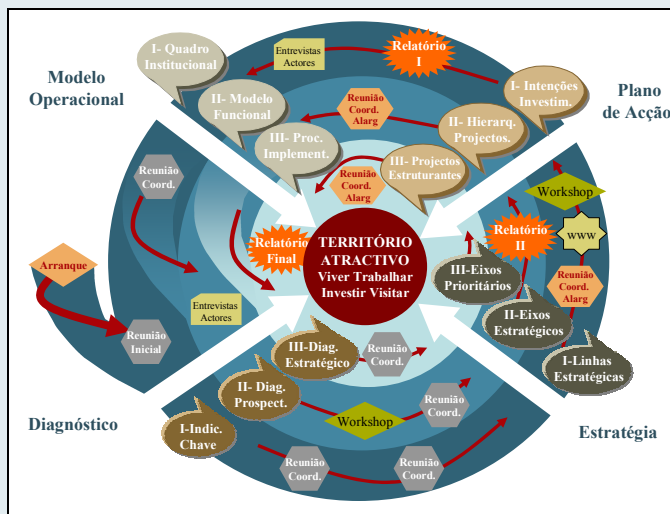 Modelo
Operacional
I- Quadro
Institucional
II- Modelo
Funcional
III- Proc.
Implement.
Entrevistas
Actores
Relatório
I
Reunião
Coord.
Alarg
Reunião
Coord.
Alarg
I- Intenções
Investim.
II- Hierarq.
Projectos.
III- Projectos
Estruturantes
Plano
de Acção
Reunião
Coord.
Arranque
Reunião
Inicial
Entrevistas
Actores
Relatório
Final
TERRITÓRIO
ATRACTIVO
Viver Trabalhar
Investir Visitar
Workshop
www
Relatório
II
Reunião
Coord.
Alarg
III-Eixos
Prioritários
II-Eixos
Estratégicos
I-Linhas
Estratégicas
Estratégia
Diagnóstico
III-Diag.
Estratégico
Reunião
Coord.
II- Diag.
Prospect.
Workshop
Reunião
Coord.
I-Indic.
Chave
Reunião
Coord.
Reunião
Coord.